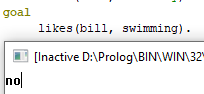 goal
likes(bill, swimming).
[Inactive D:\Prolog\BIN\WIN\32\
no